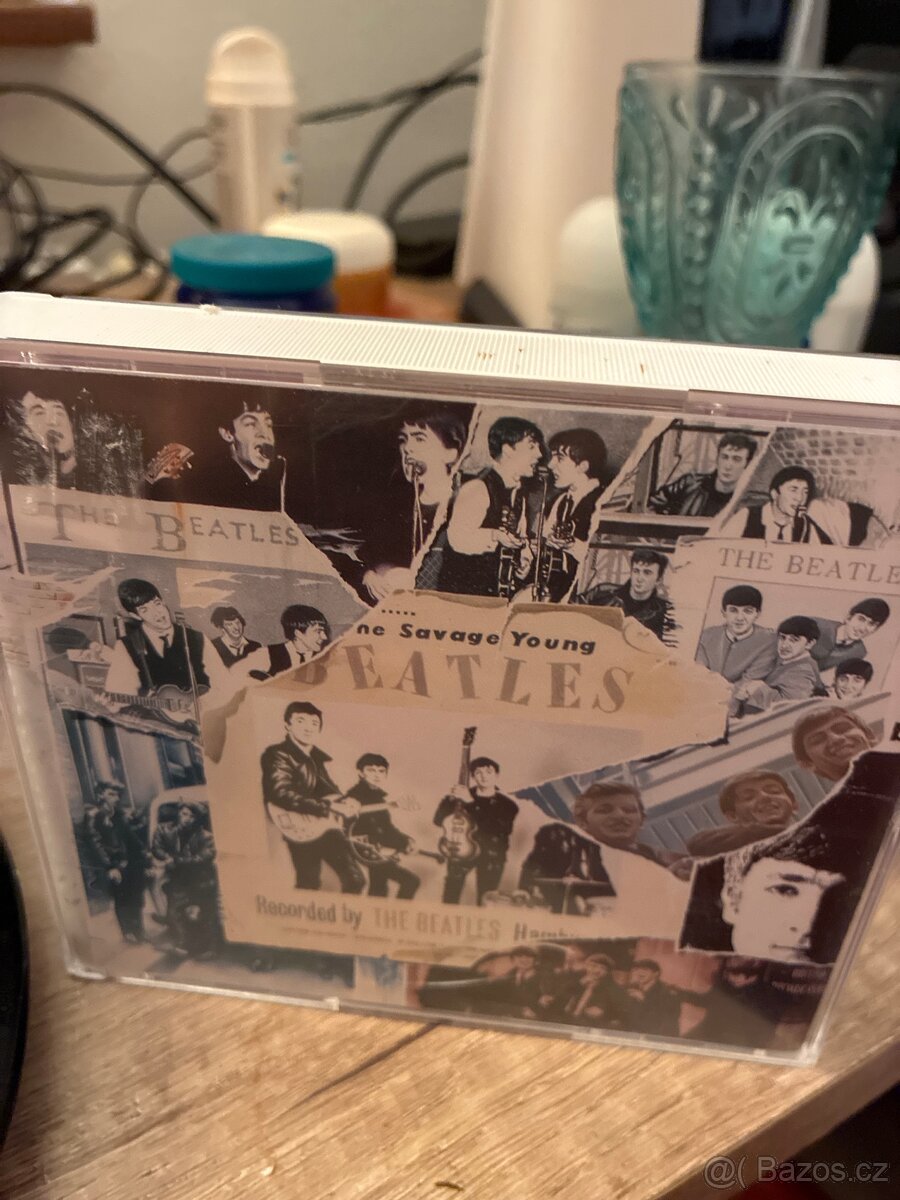 THE BEATLES
THE BEATLE
ne Savage Young
BEATLES
Recorded by THE BEATLES
@( Bazos.cz